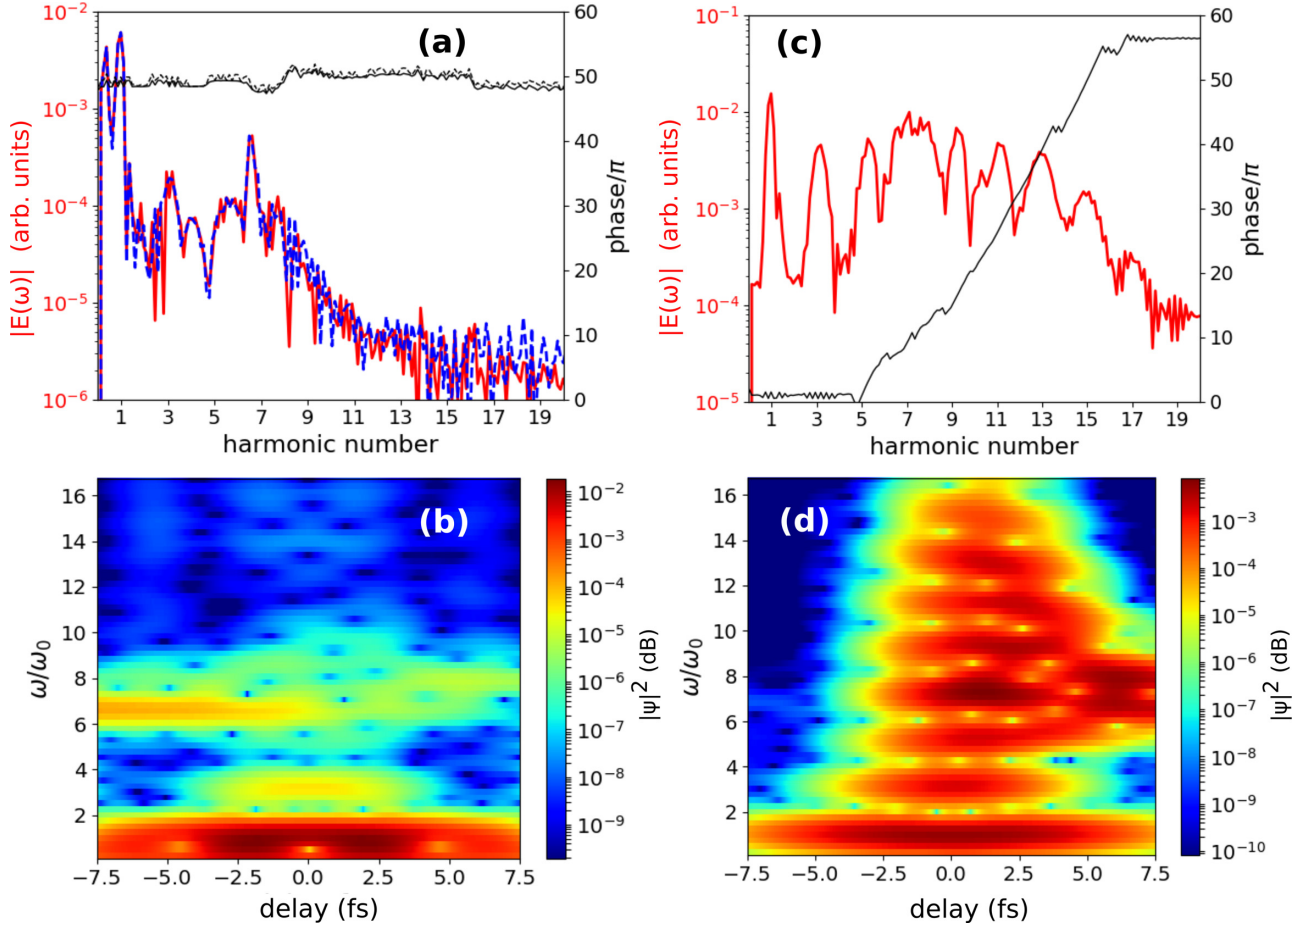 (a)
|E(ω)| (arb. units)
10⁻²
10⁻³
10⁻⁴
10⁻⁵
10⁻⁶
60
50
40
30
20
10
0
phase/π
1 3 5 7 9 11 13 15 17 19
harmonic number
(c)
|E(ω)| (arb. units)
10⁻¹
10⁻²
10⁻³
10⁻⁴
10⁻⁵
60
50
40
30
20
10
0
phase/π
1 3 5 7 9 11 13 15 17 19
harmonic number
(b)
ω/ω₀
16
14
12
10
8
6
4
2
−7.5 −5.0 −2.5 0.0 2.5 5.0 7.5
delay (fs)
10⁻²
10⁻³
10⁻⁴
10⁻⁵
10⁻⁶
10⁻⁷
10⁻⁸
10⁻⁹
|ψ|² (dB)
(d)
ω/ω₀
16
14
12
10
8
6
4
2
−7.5 −5.0 −2.5 0.0 2.5 5.0 7.5
delay (fs)
10⁻³
10⁻⁴
10⁻⁵
10⁻⁶
10⁻⁷
10⁻⁸
10⁻⁹
10⁻¹⁰
|ψ|² (dB)